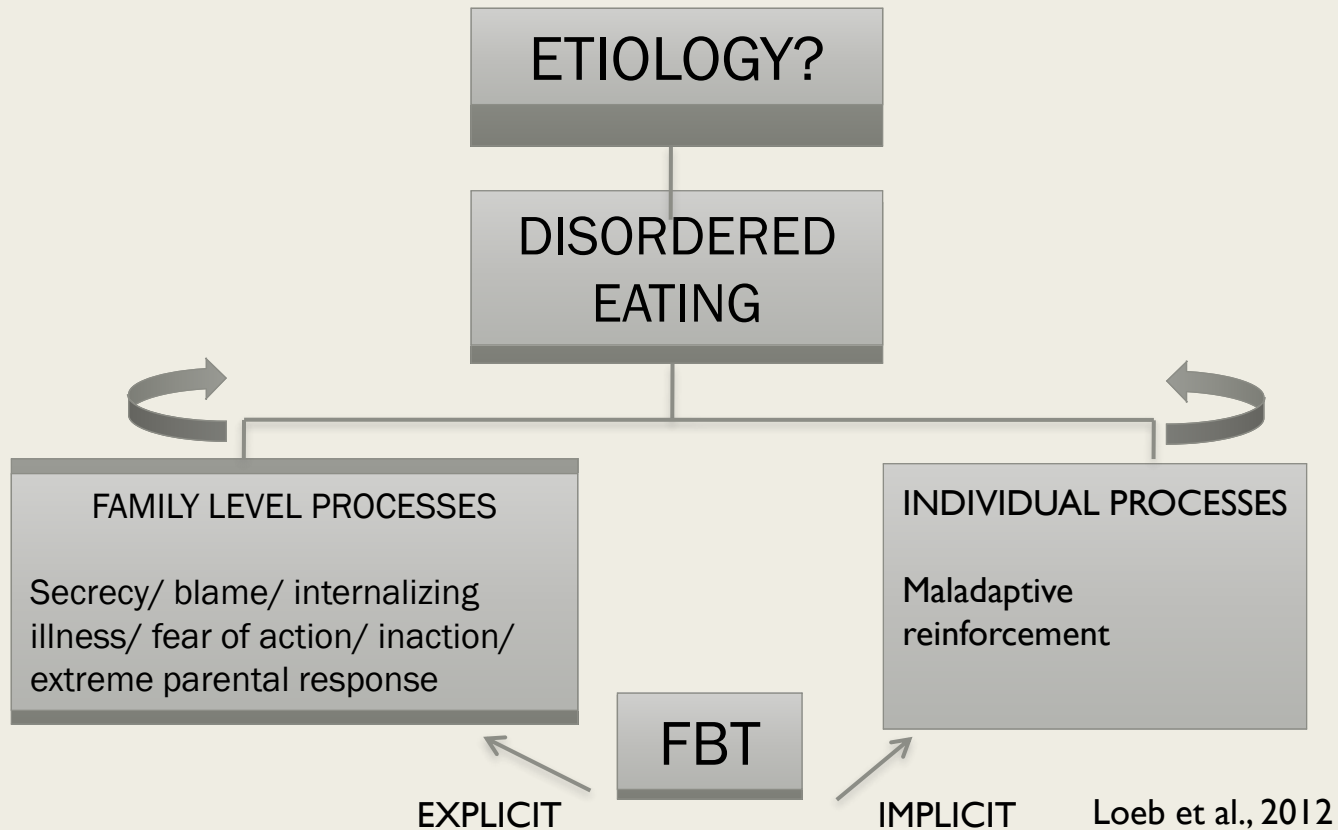 ETIOLOGY?
DISORDERED
EATING
FAMILY LEVEL PROCESSES
Secrecy/ blame/ internalizing
illness/ fear of action/ inaction/
extreme parental response
INDIVIDUAL PROCESSES
Maladaptive
reinforcement
FBT
EXPLICIT
IMPLICIT
Loeb et al., 2012